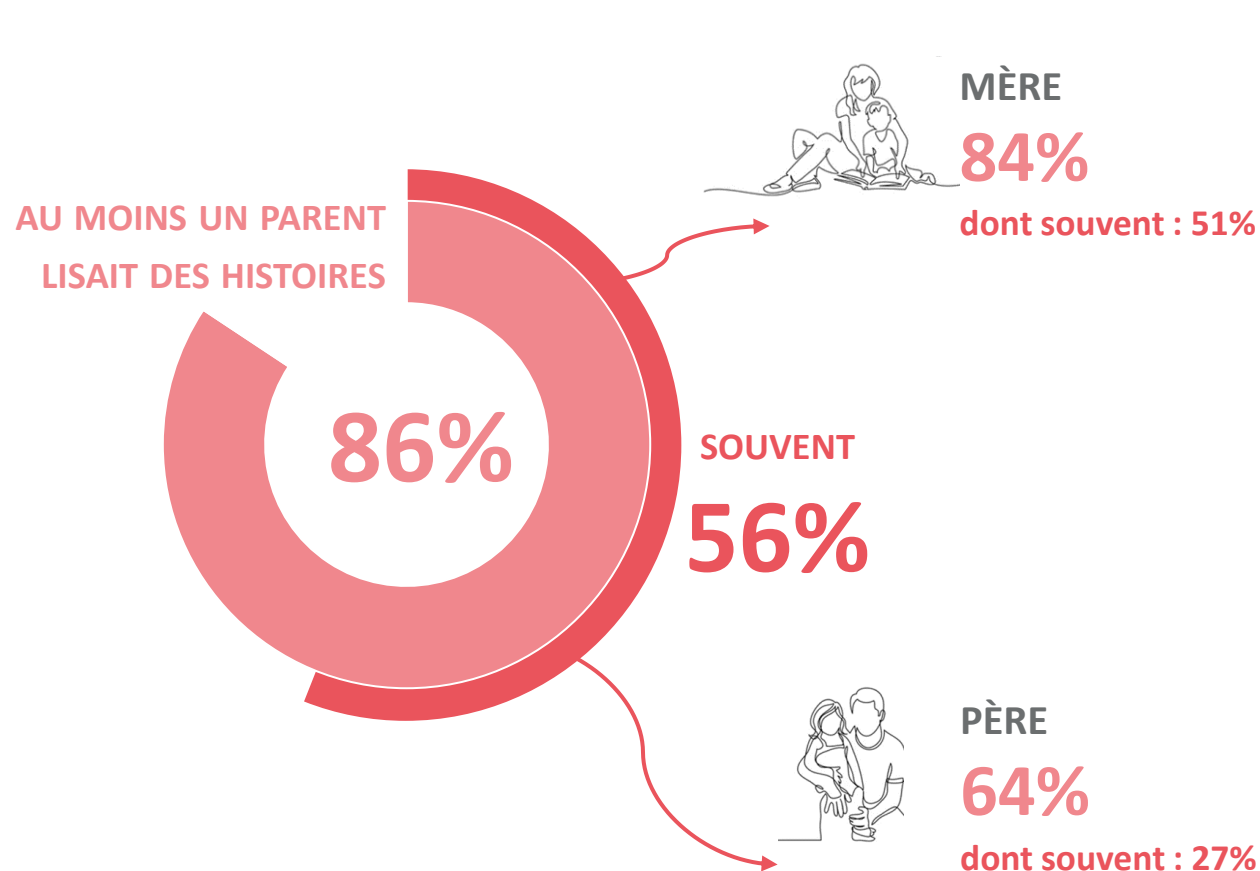 AU MOINS UN PARENT
LISAIT DES HISTOIRES
86%
MÈRE
84%
dont souvent : 51%
SOUVENT
56%
PÈRE
64%
dont souvent : 27%